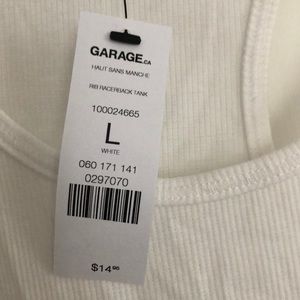 GARAGE.CA
HAUT SANS MANCHE
RIB RACERBACK TANK
100024665
L
WHITE
060 171 141
0297070
$14.95